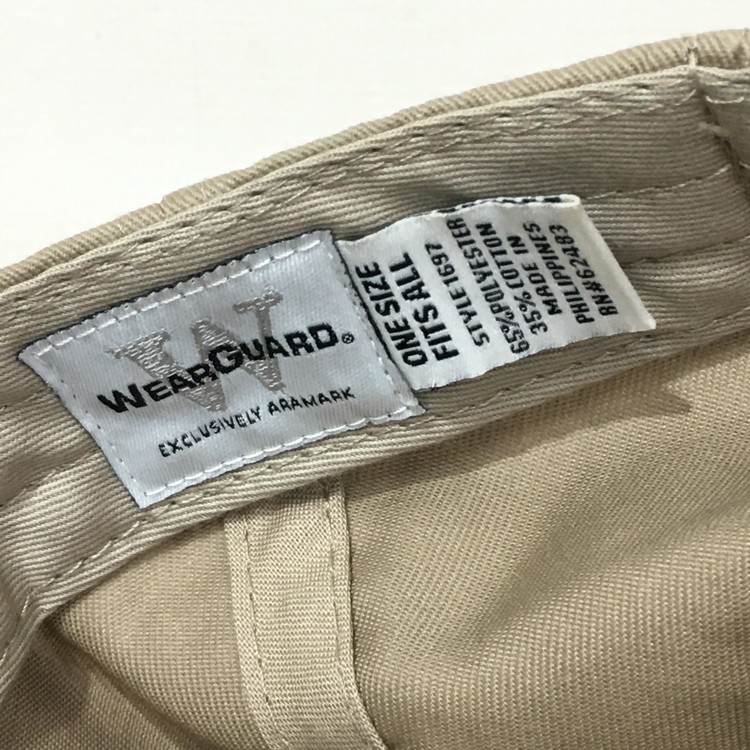 W
WEARGUARD®
EXCLUSIVELY ARAMARK
ONE SIZE
FITS ALL
STYLE 1697
65% POLYESTER
35% COTTON
MADE IN
PHILIPPINES
RN#62483